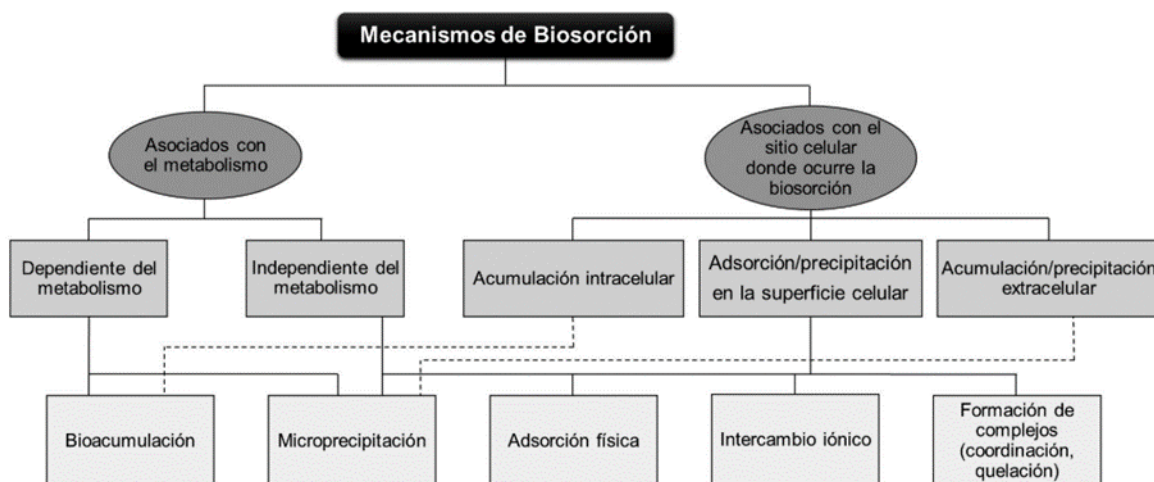 Mecanismos de Biosorción
Asociados con
el metabolismo
Asociados con el
sitio celular
donde ocurre la
biosorción
Dependiente del
metabolismo
Independiente del
metabolismo
Acumulación intracelular
Adsorción/precipitación
en la superficie celular
Acumulación/precipitación
extracelular
Bioacumulación
Microprecipitación
Adsorción física
Intercambio iónico
Formación de
complejos
(coordinación,
quelación)